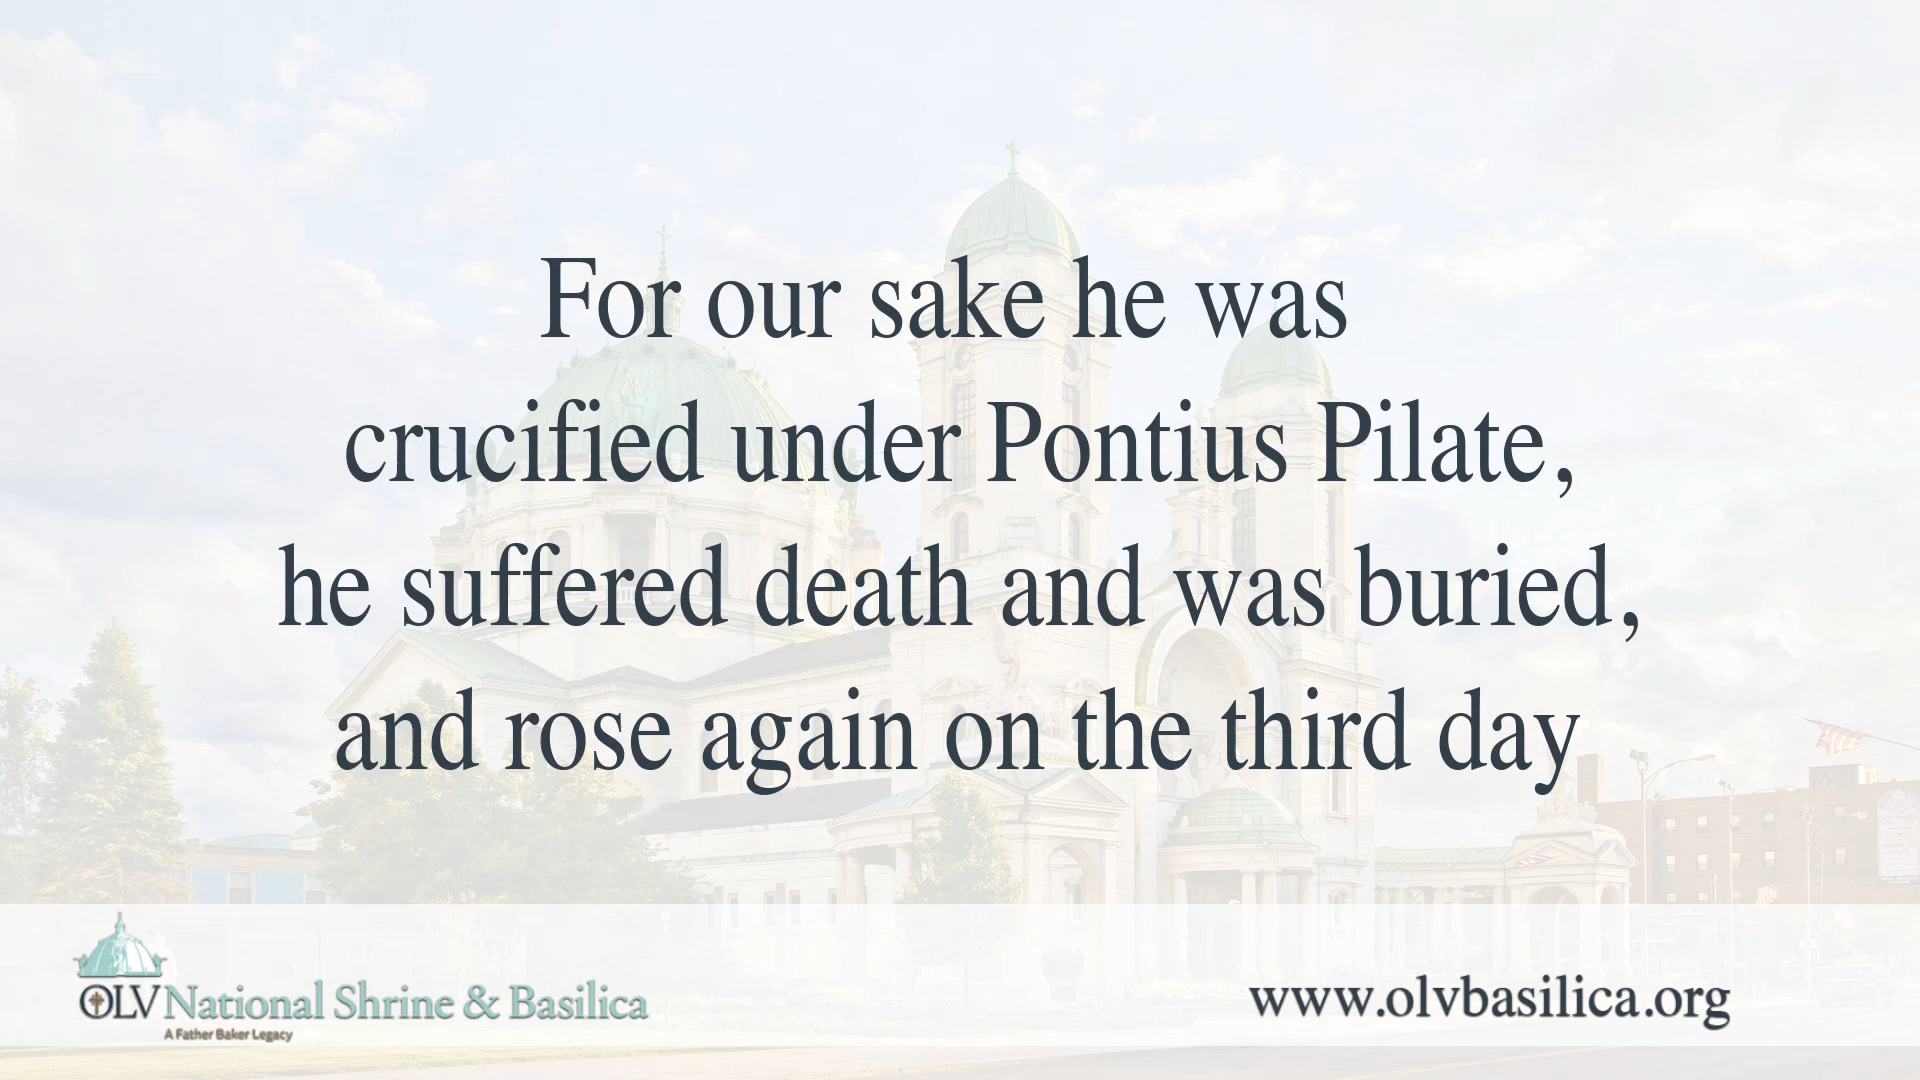 For our sake he was
crucified under Pontius Pilate,
he suffered death and was buried,
and rose again on the third day
OLV National Shrine & Basilica
A Father Baker Legacy
www.olvbasilica.org